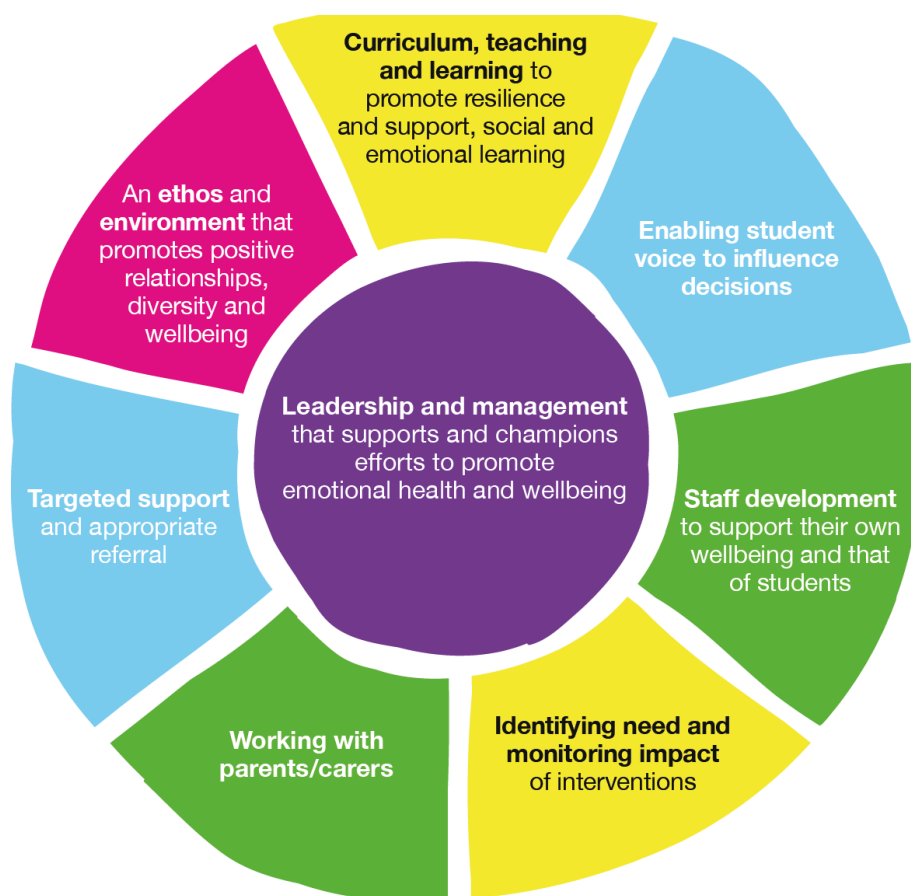 Curriculum, teaching
and learning to
promote resilience
and support, social and
emotional learning
Enabling student
voice to influence
decisions
Staff development
to support their own
wellbeing and that
of students
Identifying need and
monitoring impact
of interventions
Working with
parents/carers
Targeted support
and appropriate
referral
An ethos and
environment that
promotes positive
relationships,
diversity and
wellbeing
Leadership and management
that supports and champions
efforts to promote
emotional health and wellbeing